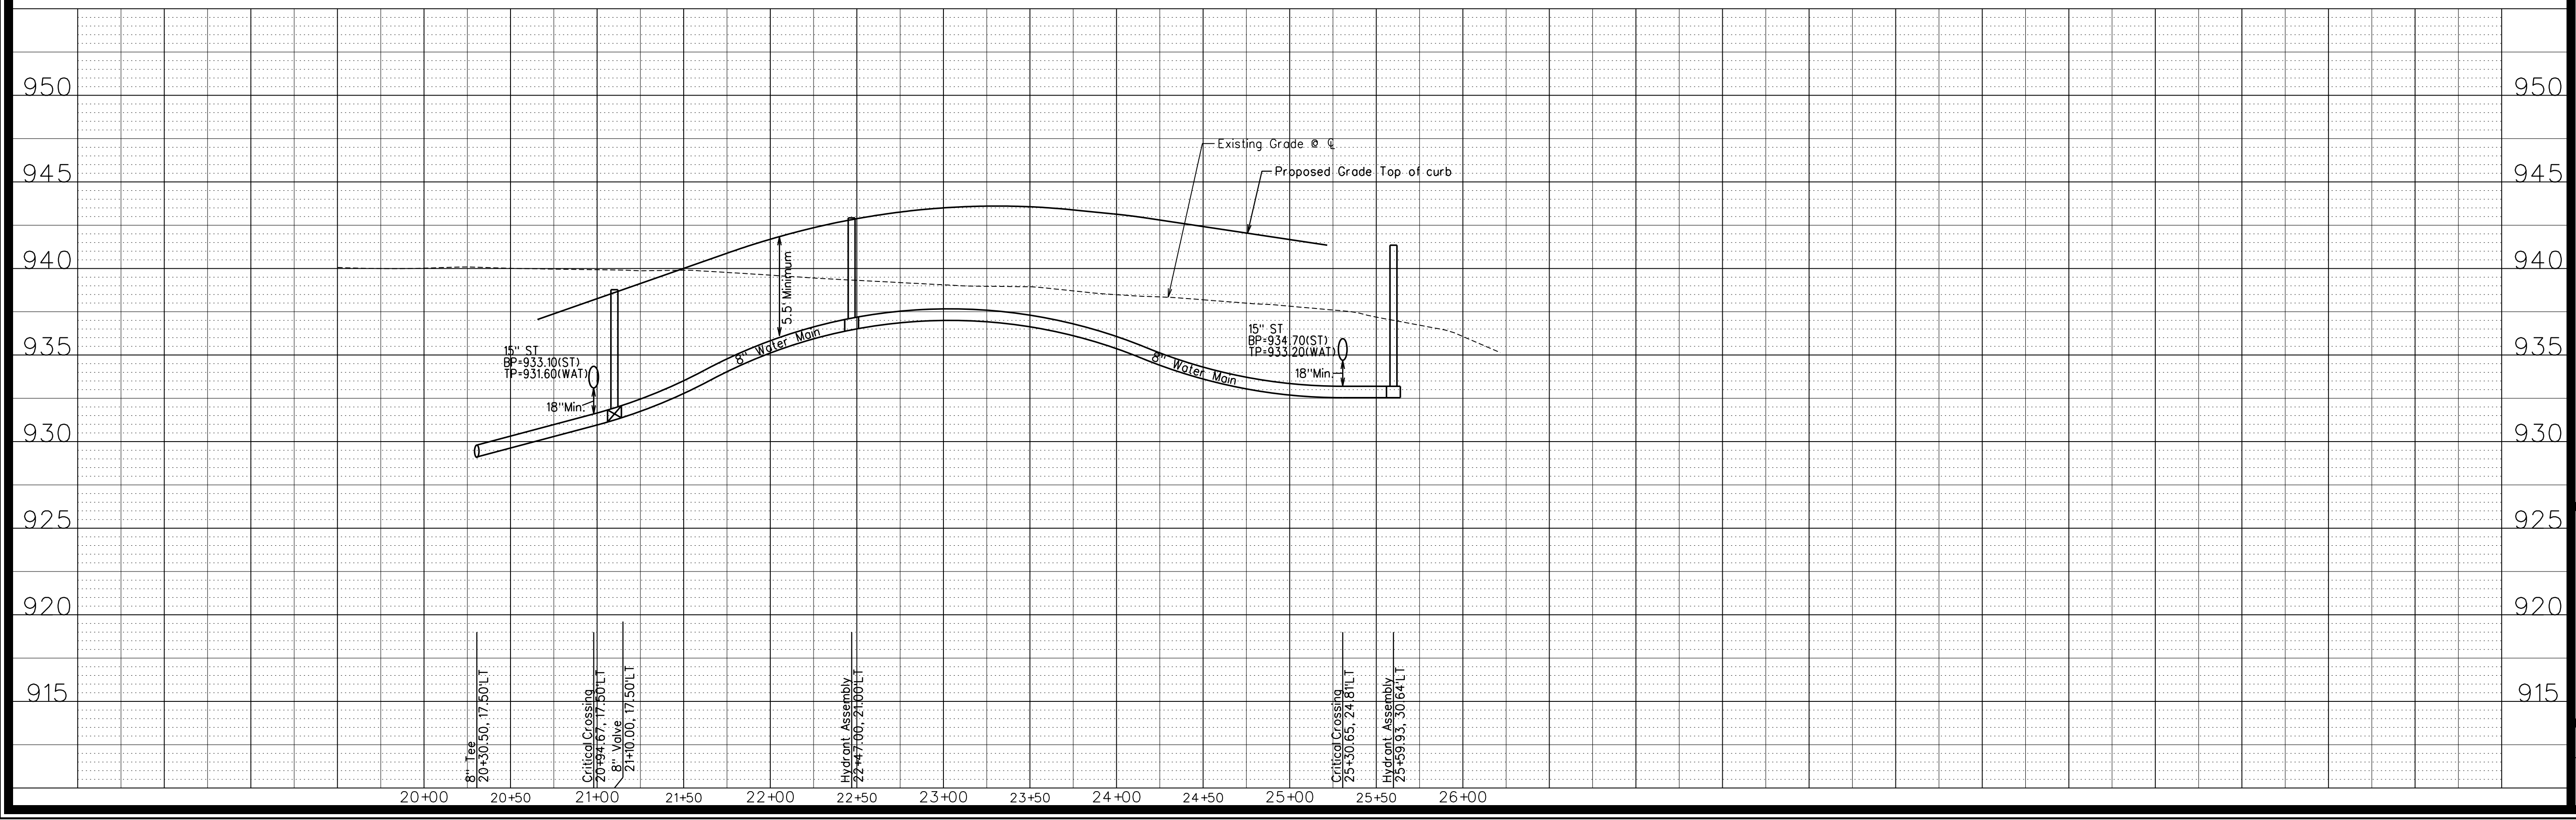 950
950
Existing Grade @ ℄
945
Proposed Grade Top of curb
945
940
940
5.5' Minimum
935
15" ST
BP=933.10(ST)
TP=931.60(WAT)
18"Min.
8" Water Main
8" Water Main
15" ST
BP=934.70(ST)
TP=933.20(WAT)
18"Min.
935
930
930
925
925
920
920
915
915
8" Tee
20+30.50, 17.50'LT
Critical Crossing
20+94.67, 17.50'LT
8" Valve
21+10.00, 17.50'LT
Hydrant Assembly
22+47.00, 21.00'LT
Critical Crossing
25+30.65, 24.81'LT
Hydrant Assembly
25+59.93, 30.64'LT
20+00 20+50 21+00 21+50 22+00 22+50 23+00 23+50 24+00 24+50 25+00 25+50 26+00